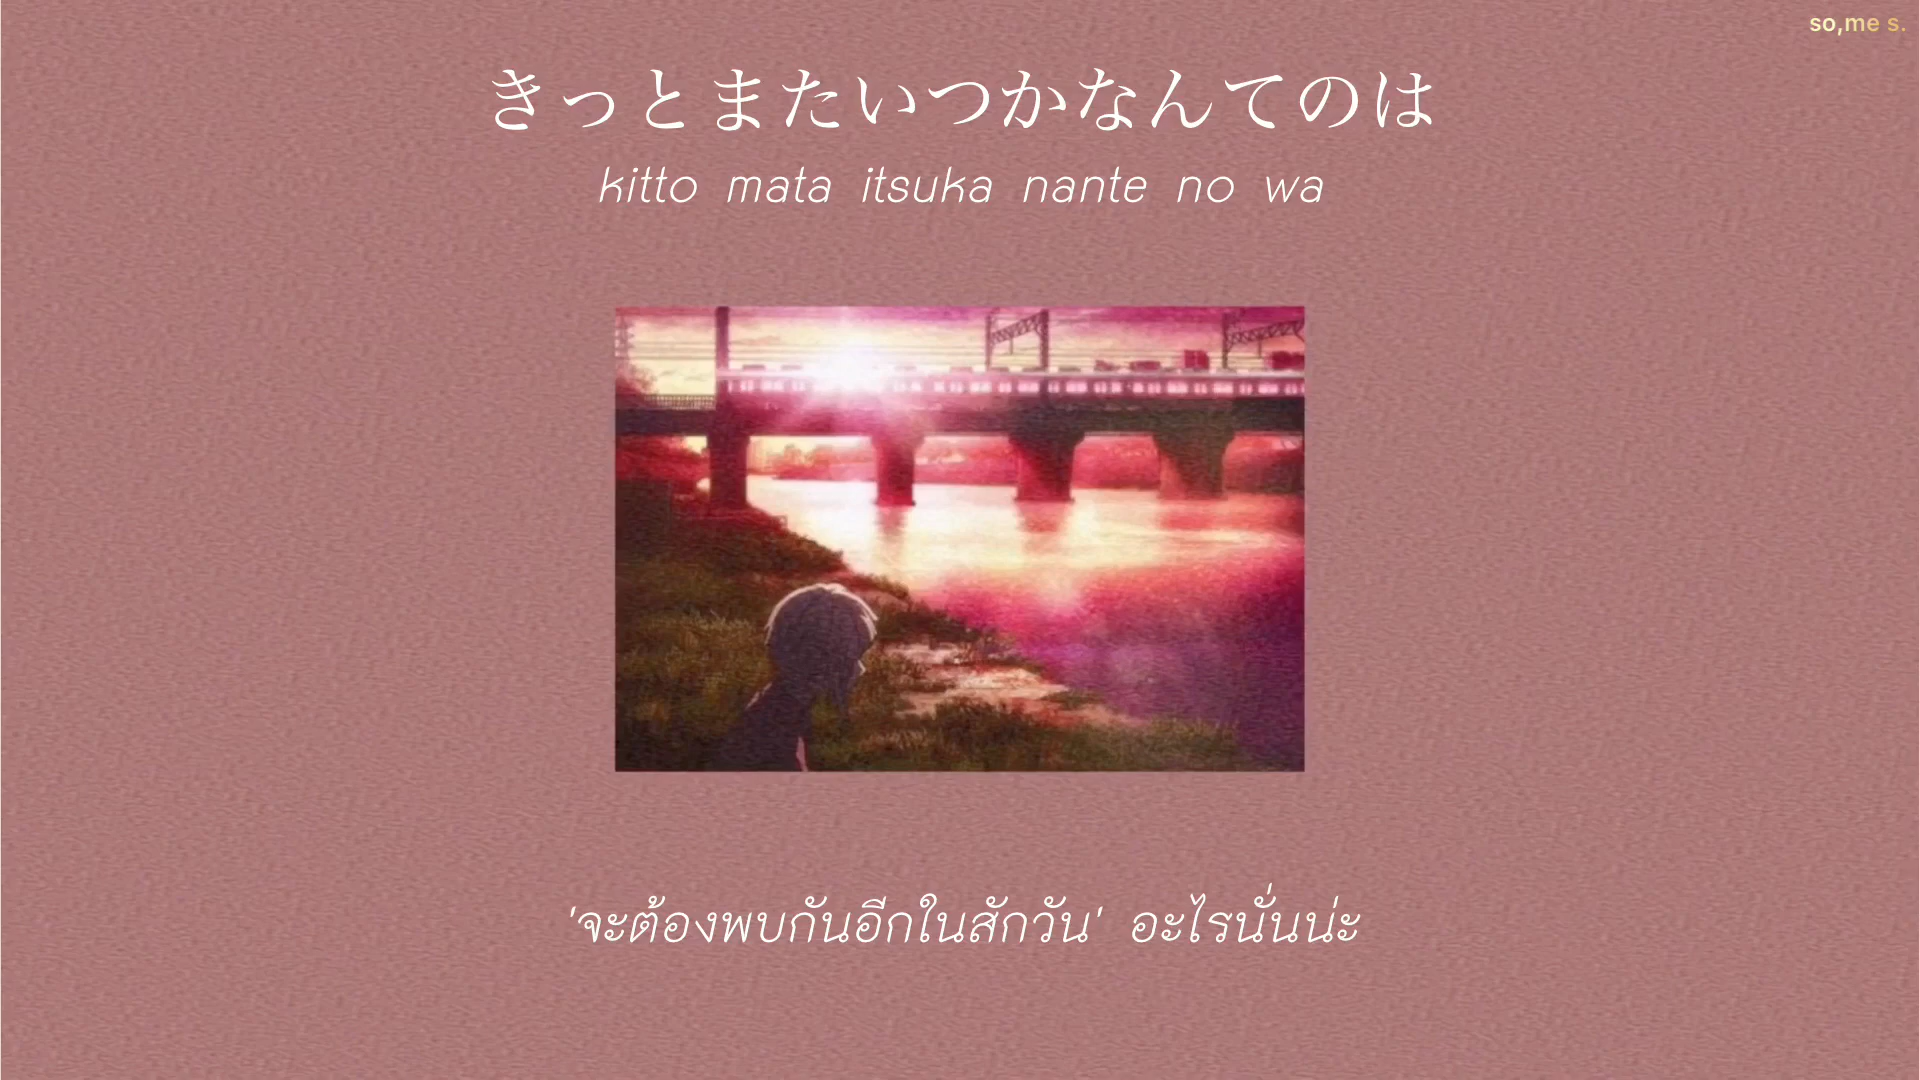 so,me s.
きっとまたいつかなんてのは
kitto mata itsuka nante no wa
'จะต้องพบกันอีกในสักวัน' อะไรนั่นน่ะ